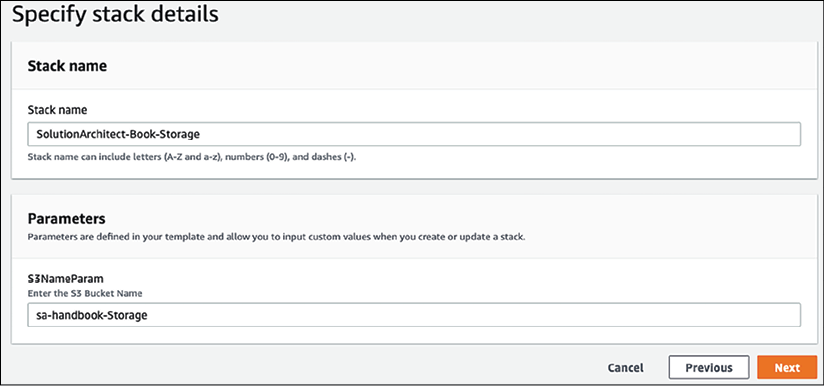 Specify stack details
Stack name
Stack name
SolutionArchitect-Book-Storage
Stack name can include letters (A-Z and a-z), numbers (0-9), and dashes (-).
Parameters
Parameters are defined in your template and allow you to input custom values when you create or update a stack.
S3NameParam
Enter the S3 Bucket Name
sa-handbook-Storage
Cancel Previous Next